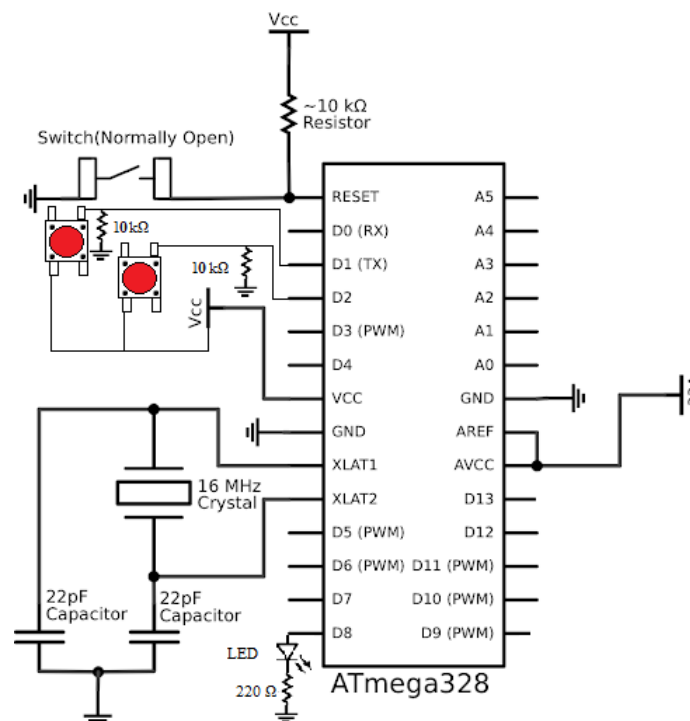 Vcc
~10 kΩ
Resistor
Switch(Normally Open)
10kΩ
10kΩ
Vcc
RESET
D0 (RX)
D1 (TX)
D2
D3 (PWM)
D4
VCC
GND
XLAT1
XLAT2
D5 (PWM)
D6 (PWM)
D7
D8
A5
A4
A3
A2
A1
A0
GND
AREF
AVCC
D13
D12
D11 (PWM)
D10 (PWM)
D9 (PWM)
16 MHz
Crystal
22pF
Capacitor
22pF
Capacitor
LED
220 Ω
ATmega328